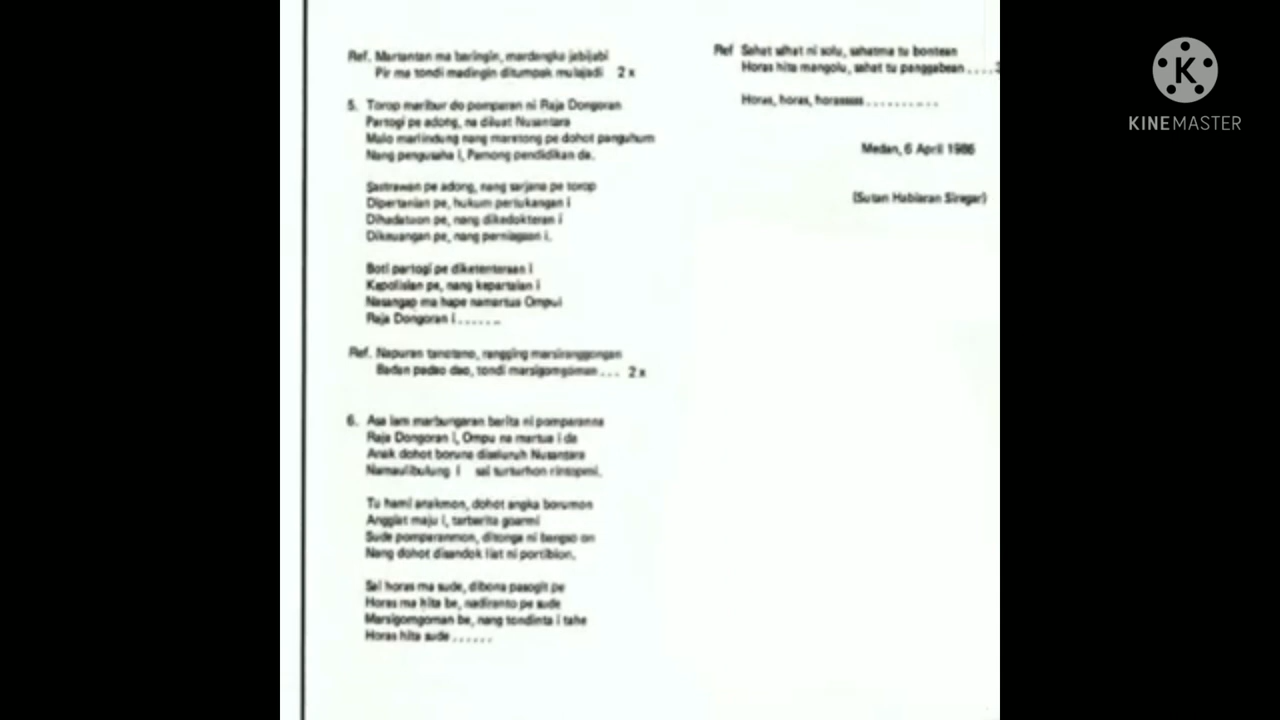 Ref. Martantan ma baringin, mardangka jabijabi
Pir ma tondi madingin ditumpak mulajadi 2 x
5. Torop maribur do pomparan ni Raja Dongoran
Partogi pe adong, na diluat Nusantara
Malo marlindung nang maretong pe dohot panguhum
Nang pengusaha i, Pamong pendidikan da.
Sastrawan pe adong, nang sarjana pe torop
Dipertanian pe, hukum pertukangan i
Dihadatuon pe, nang dikedokteran i
Dikeuangan pe, nang perniagaan i.
Boti partogi pe diketenteraan i
Kepolisian pe, nang kepartaian i
Nasangap ma hape namartua Ompui
Raja Dongoran i . . . . . . .
Ref. Napuran tanotano, rangging marsiranggongan
Badan padao dao, tondi marsigomgoman . . . 2 x
6. Asa lam marbungaran barita ni pomparanna
Raja Dongoran i, Ompu na martua i da
Anak dohot boruna diseluruh Nusantara
Namaulibulung i sai turturhon rintopmi.
Tu hami anakmon, dohot angka borumon
Anggiat maju i, tarbarita goarmi
Sude pomparanmon, ditonga ni bangso on
Nang dohot disandok liat ni portibion.
Sai horas ma sude, dibona pasogit pe
Horas ma hita be, nadiranto pe sude
Marsigomgoman be, nang tondinta i tahe
Horas hita sude . . . . . .
Ref Sahat sahat ni solu, sahatma tu bontean
Horas hita mangolu, sahat tu panggabean . . . .
Horas, horas, horasssss . . . . . . . . . .
Medan, 6 April 1986
(Sutan Habiaran Siregar)
K
KINEMASTER